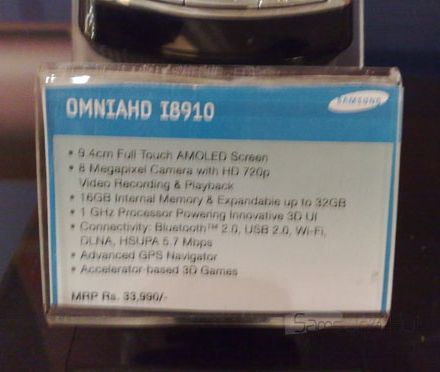 OMNIAHD I8910
SAMSUNG
• 9.4cm Full Touch AMOLED Screen
• 8 Megapixel Camera with HD 720p
Video Recording & Playback
• 16GB Internal Memory & Expandable up to 32GB
• 1 GHz Processor Powering Innovative 3D UI
• Connectivity: Bluetooth™ 2.0, USB 2.0, Wi-Fi,
DLNA, HSUPA 5.7 Mbps
• Advanced GPS Navigator
• Accelerator-based 3D Games
MRP Rs. 33,990/-